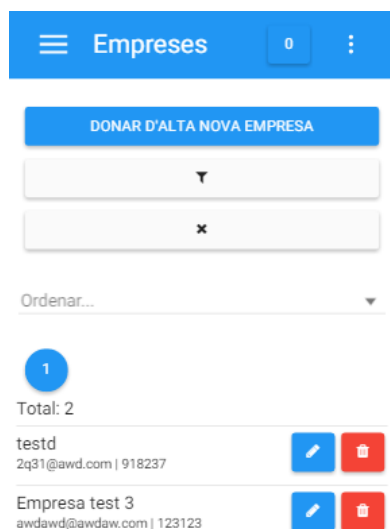 Empreses
0
DONAR D'ALTA NOVA EMPRESA
Ordenar...
1
Total: 2
testd
2q31@awd.com | 918237
Empresa test 3
awdawd@awdaw.com | 123123